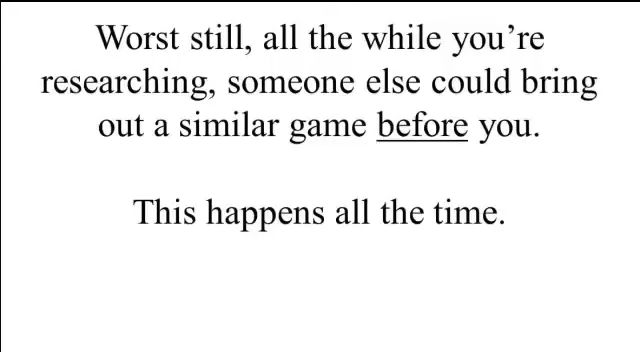 Worst still, all the while you’re
researching, someone else could bring
out a similar game before you.
This happens all the time.